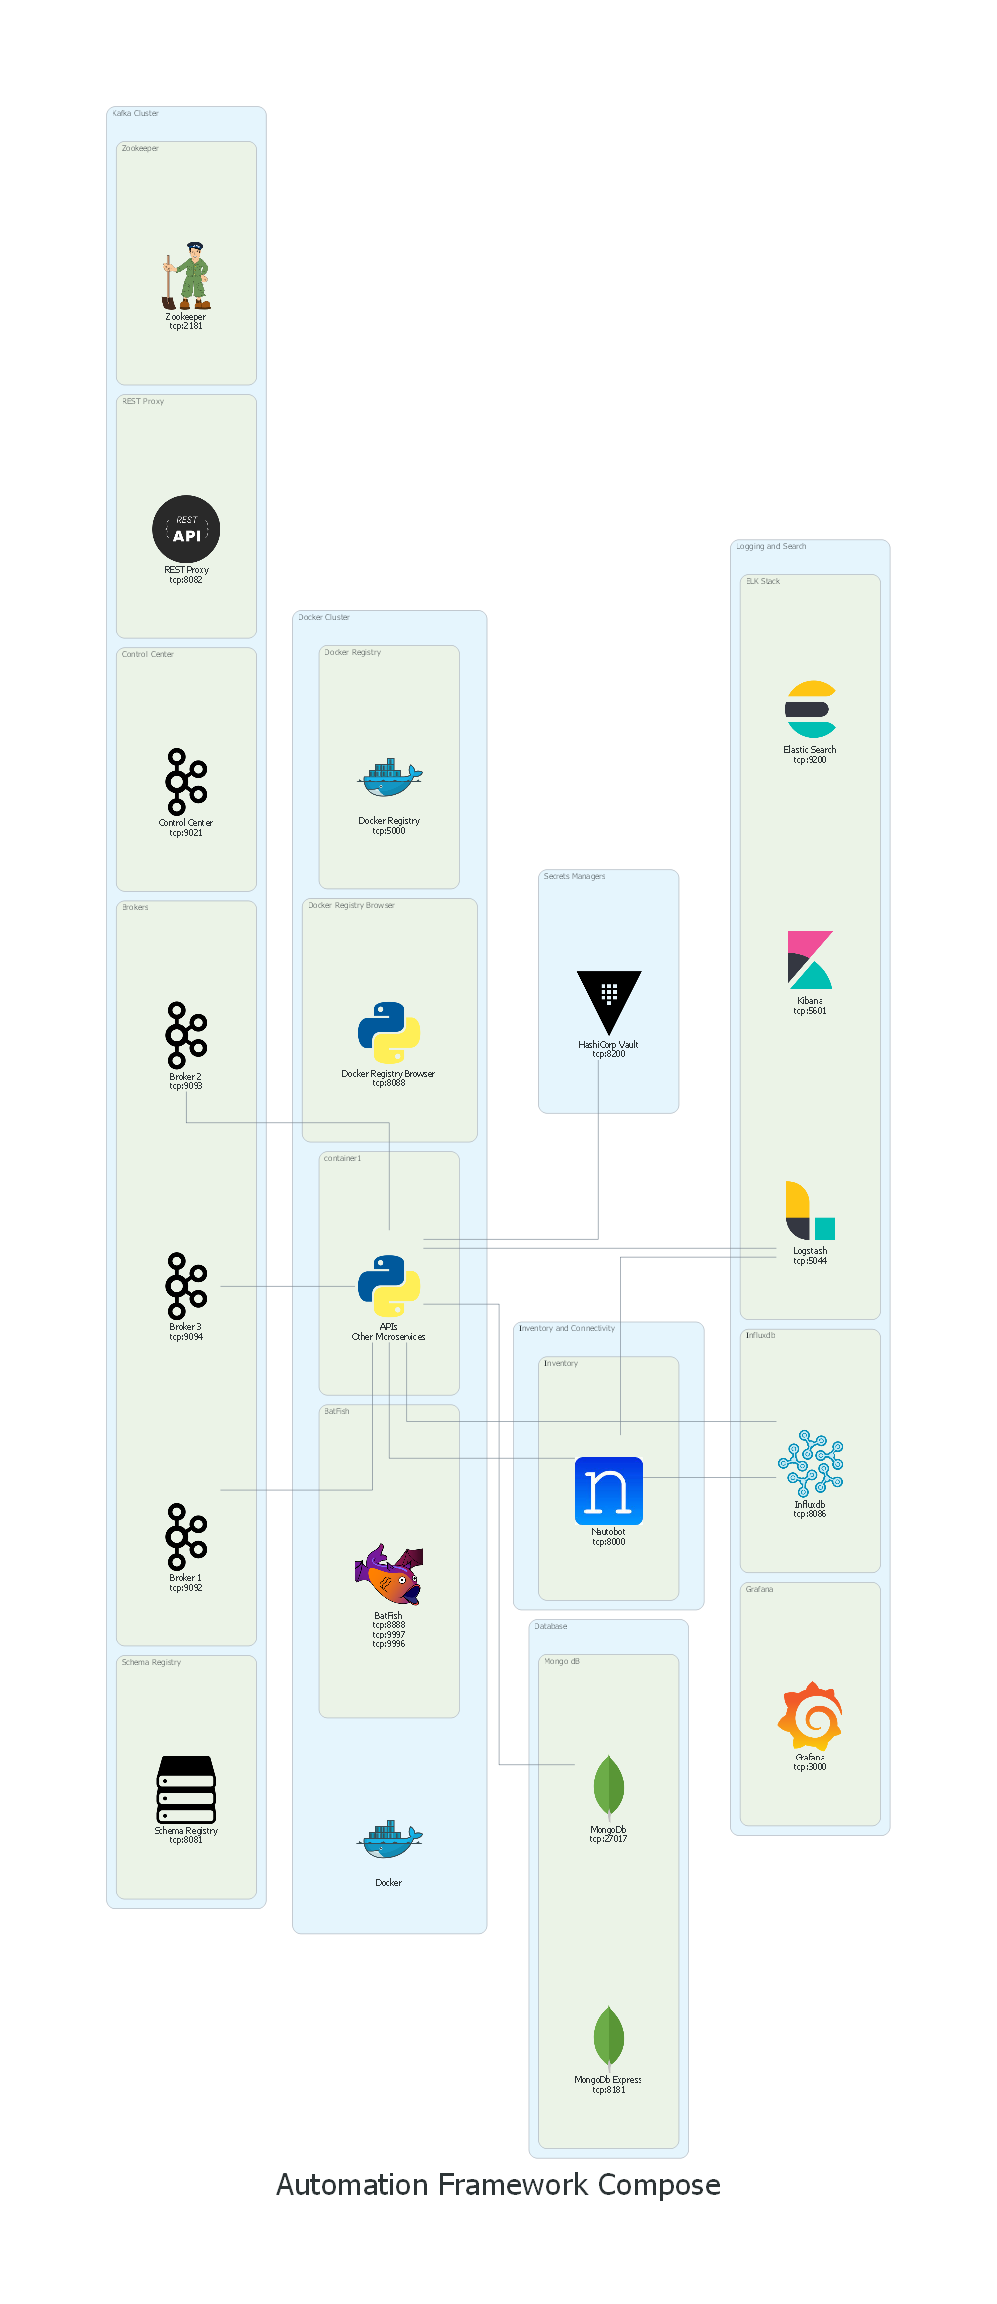 Kafka Cluster
Zookeeper
Zookeeper
tcp:2181
REST Proxy
REST
API
REST Proxy
tcp:8082
Control Center
Control Center
tcp:9021
Brokers
Broker 2
tcp:9093
Broker 3
tcp:9094
Broker 1
tcp:9092
Schema Registry
Schema Registry
tcp:8081
Docker Cluster
Docker Registry
Docker Registry
tcp:5000
Docker Registry Browser
Docker Registry Browser
tcp:8088
container1
APIs
Other Microservices
BatFish
BatFish
tcp:8888
tcp:9997
tcp:9996
Docker
Secrets Managers
HashiCorp Vault
tcp:8200
Inventory and Connectivity
Inventory
n
Nautobot
tcp:8000
Database
Mongo dB
MongoDb
tcp:27017
MongoDb Express
tcp:8181
Logging and Search
ELK Stack
Elastic Search
tcp:9200
Kibana
tcp:5601
Logstash
tcp:5044
Influxdb
Influxdb
tcp:8086
Grafana
Grafana
tcp:3000
Automation Framework Compose